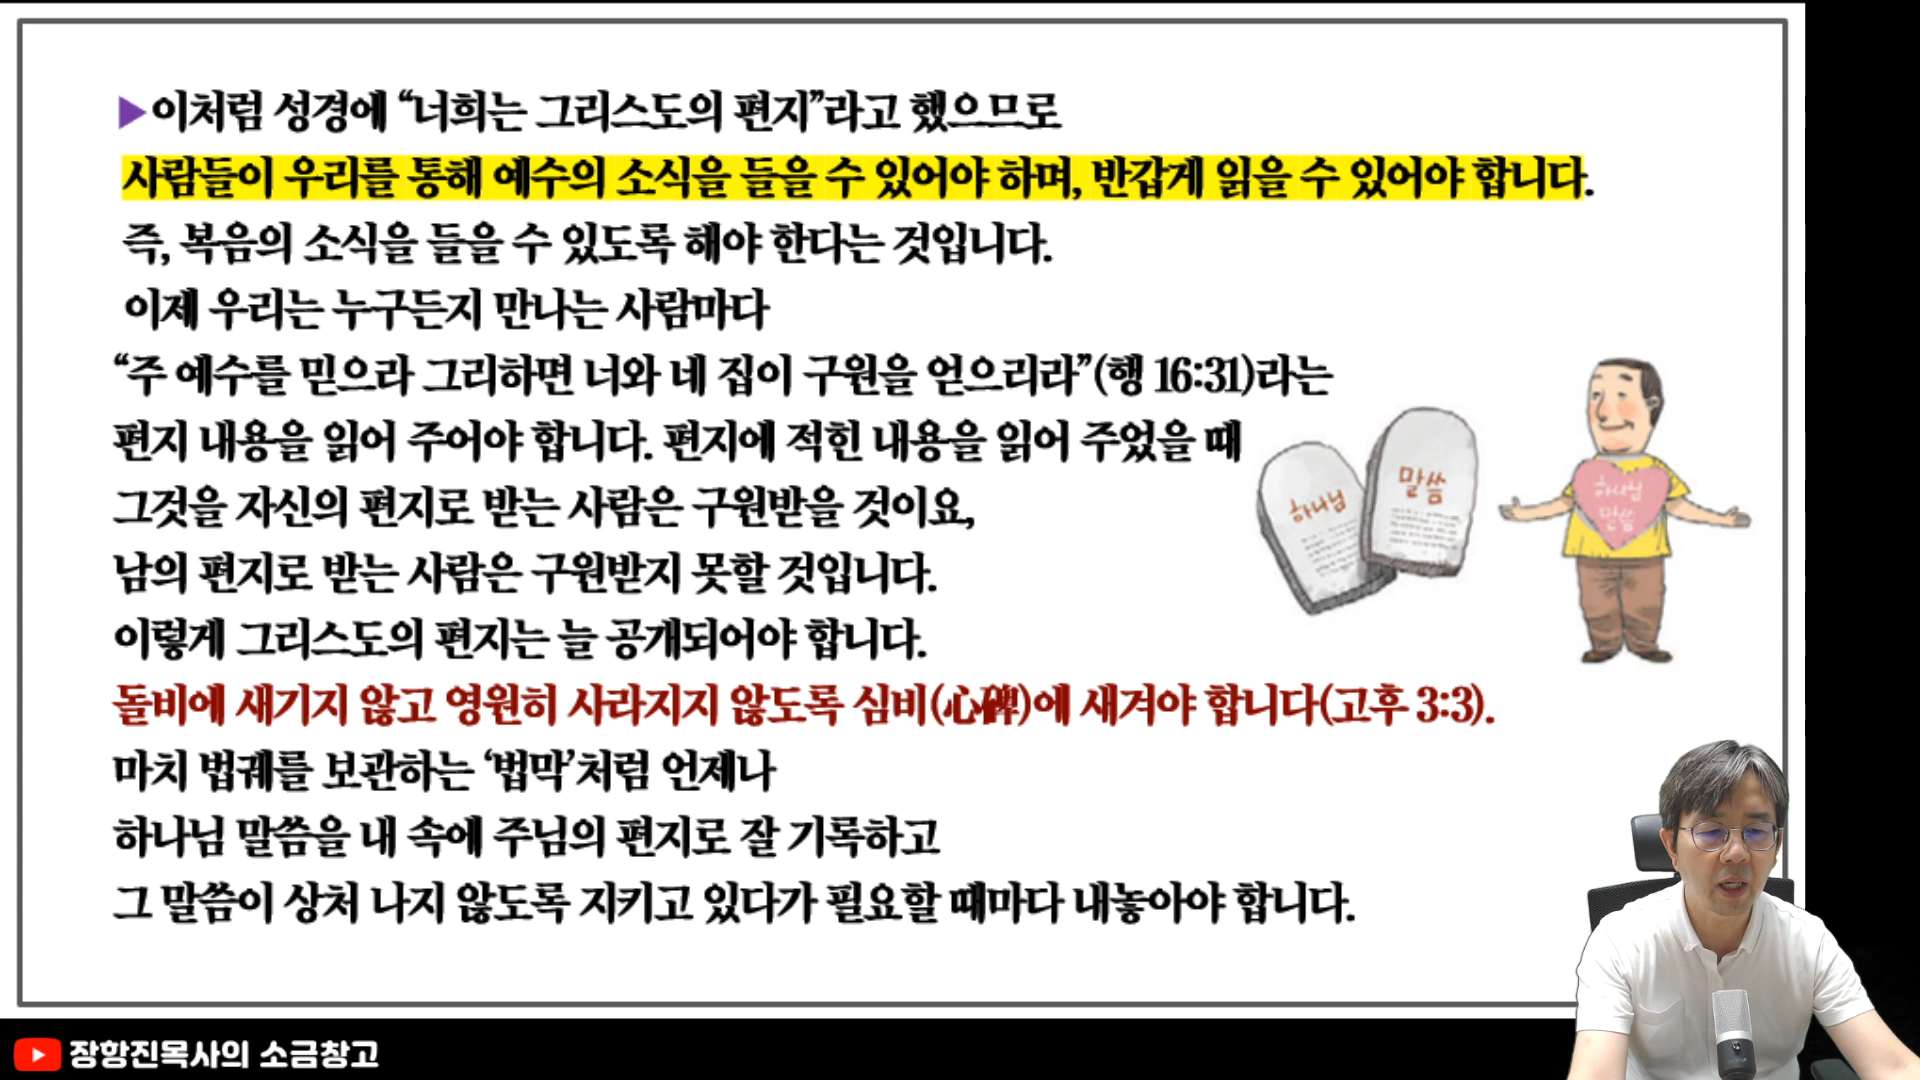 ▶이처럼 성경에 “너희는 그리스도의 편지”라고 했으므로
사람들이 우리를 통해 예수의 소식을 들을 수 있어야 하며, 반갑게 읽을 수 있어야 합니다.
즉, 복음의 소식을 들을 수 있도록 해야 한다는 것입니다.
이제 우리는 누구든지 만나는 사람마다
“주 예수를 믿으라 그리하면 너와 네 집이 구원을 얻으리라”(행 16:31)라는
편지 내용을 읽어 주어야 합니다. 편지에 적힌 내용을 읽어 주었을 때
그것을 자신의 편지로 받는 사람은 구원받을 것이요,
남의 편지로 받는 사람은 구원받지 못할 것입니다.
이렇게 그리스도의 편지는 늘 공개되어야 합니다.
돌비에 새기지 않고 영원히 사라지지 않도록 심비(心碑)에 새겨야 합니다(고후 3:3).
마치 법궤를 보관하는 ‘법막’처럼 언제나
하나님 말씀을 내 속에 주님의 편지로 잘 기록하고
그 말씀이 상처 나지 않도록 지키고 있다가 필요할 때마다 내놓아야 합니다.
하나님
말씀
하나님
말씀
장항진목사의 소금창고